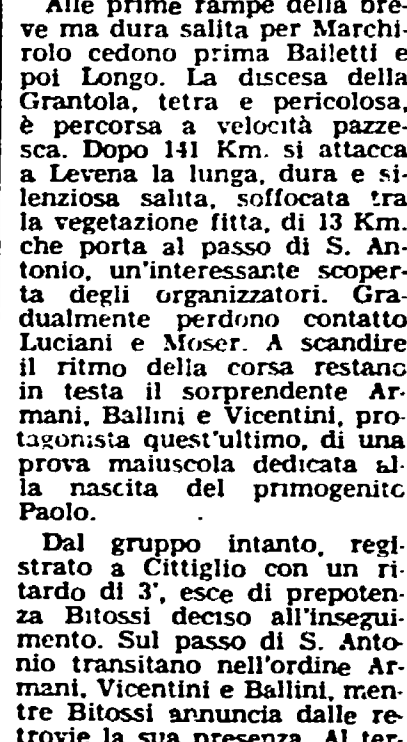 Alle prime rampe della bre-
ve ma dura salita per Marchi-
rolo cedono prima Bailetti e
poi Longo. La discesa della
Grantola, tetra e pericolosa,
è percorsa a velocità pazze-
sca. Dopo 141 Km. si attacca
a Levena la lunga, dura e si-
lenziosa salita, soffocata tra
la vegetazione fitta, di 13 Km.
che porta al passo di S. An-
tonio, un'interessante scoper-
ta degli organizzatori. Gra-
dualmente perdono contatto
Luciani e Moser. A scandire
il ritmo della corsa restano
in testa il sorprendente Ar-
mani, Ballini e Vicentini, pro-
tagonista quest'ultimo, di una
prova maiuscola dedicata al-
la nascita del primogenito
Paolo.
Dal gruppo intanto, regi-
strato a Cittiglio con un ri-
tardo di 3', esce di prepoten-
za Bitossi deciso all'insegui-
mento. Sul passo di S. Anto-
nio transitano nell'ordine Ar-
mani, Vicentini e Ballini, men-
tre Bitossi annuncia dalle re-
trovie la sua presenza. Al ter-